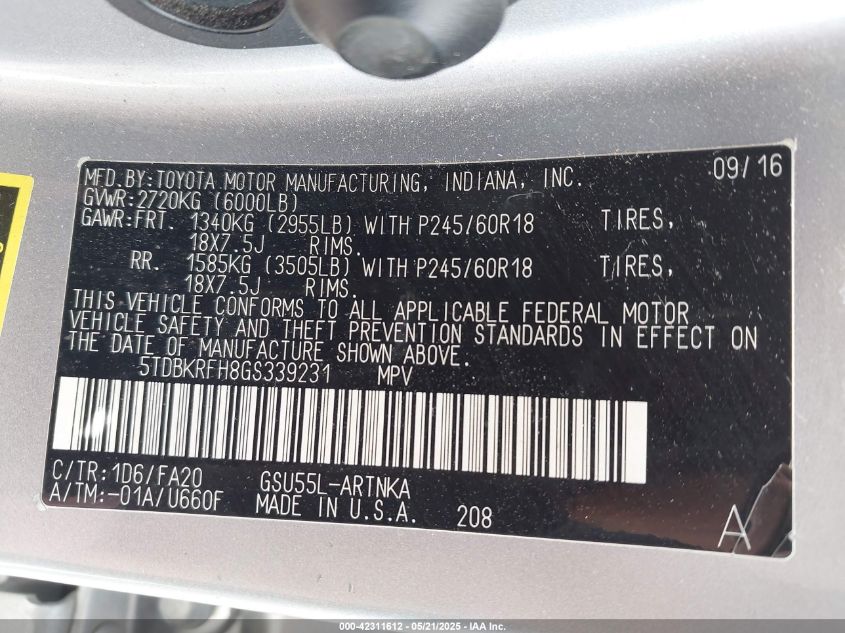 MFD.BY:TOYOTA MOTOR MANUFACTURING, INDIANA, INC. 09/16
GVWR:2720KG (6000LB)
GAWR:FRT. 1340KG (2955LB) WITH P245/60R18 TIRES,
18X7.5J RIMS.
RR. 1585KG (3505LB) WITH P245/60R18 TIRES,
18X7.5J RIMS.
THIS VEHICLE CONFORMS TO ALL APPLICABLE FEDERAL MOTOR
VEHICLE SAFETY AND THEFT PREVENTION STANDARDS IN EFFECT ON
THE DATE OF MANUFACTURE SHOWN ABOVE.
5TDBKRFH8GS339231 MPV
C/TR:1D6/FA20 GSU55L-ARTNKA
A/TM:-01A/U660F MADE IN U.S.A. 208 A
000-42311612 - 05/21/2025 - IAA Inc.